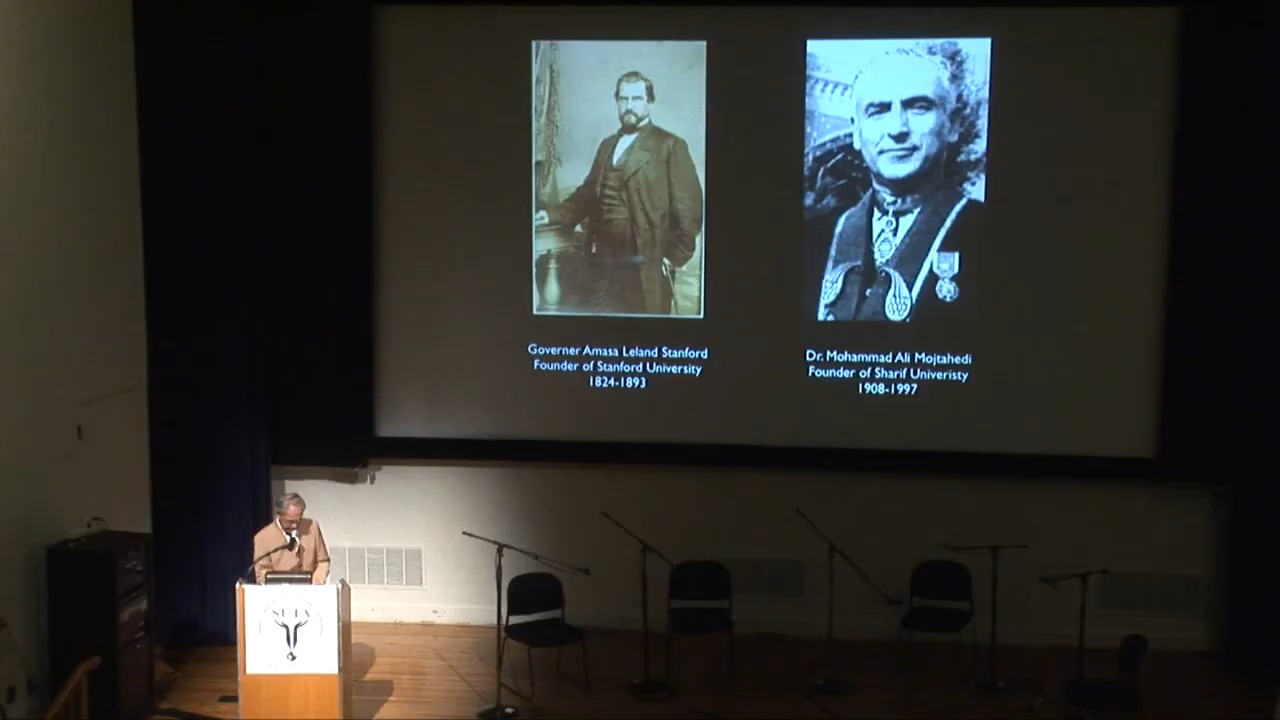 Governer Amasa Leland Stanford
Founder of Stanford University
1824-1893
Dr. Mohammad Ali Mojtahedi
Founder of Sharif Univeristy
1908-1997